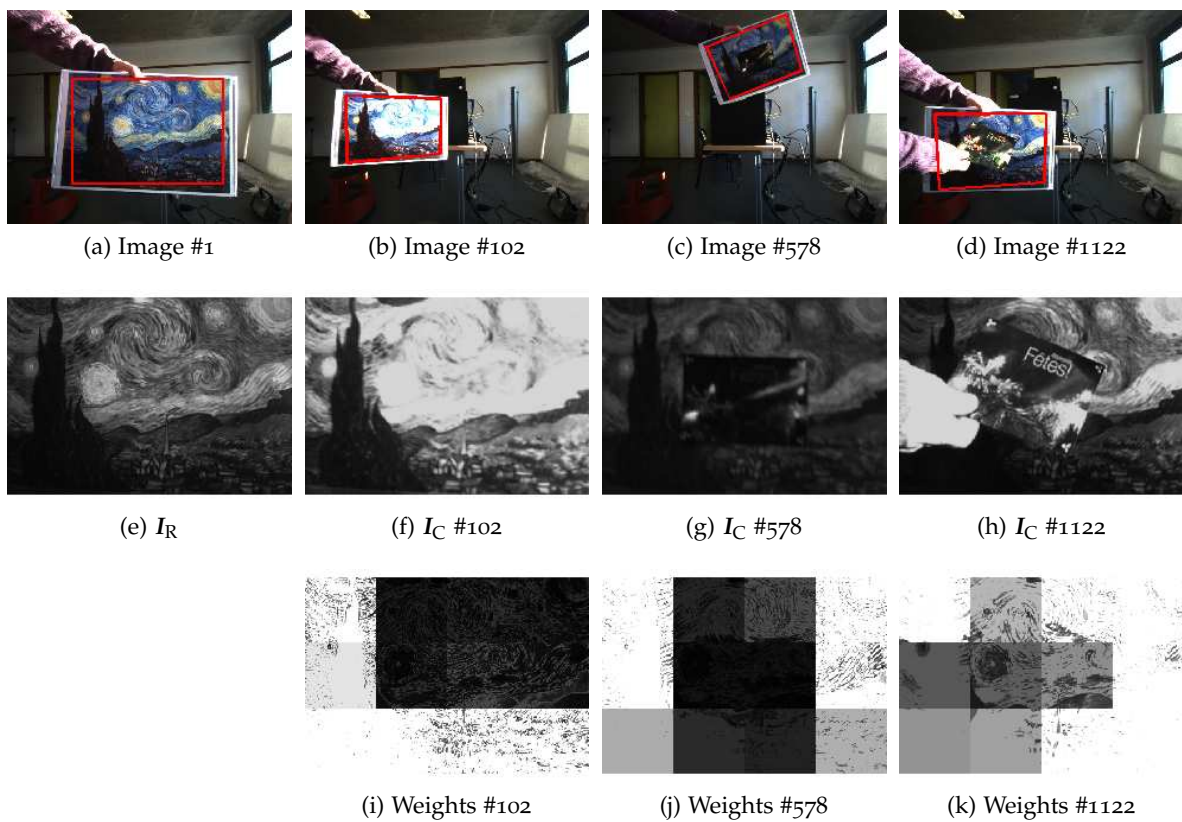 (a) Image #1
(b) Image #102
(c) Image #578
(d) Image #1122
Fêtes!
(e) I_R
(f) I_C #102
(g) I_C #578
(h) I_C #1122
(i) Weights #102
(j) Weights #578
(k) Weights #1122